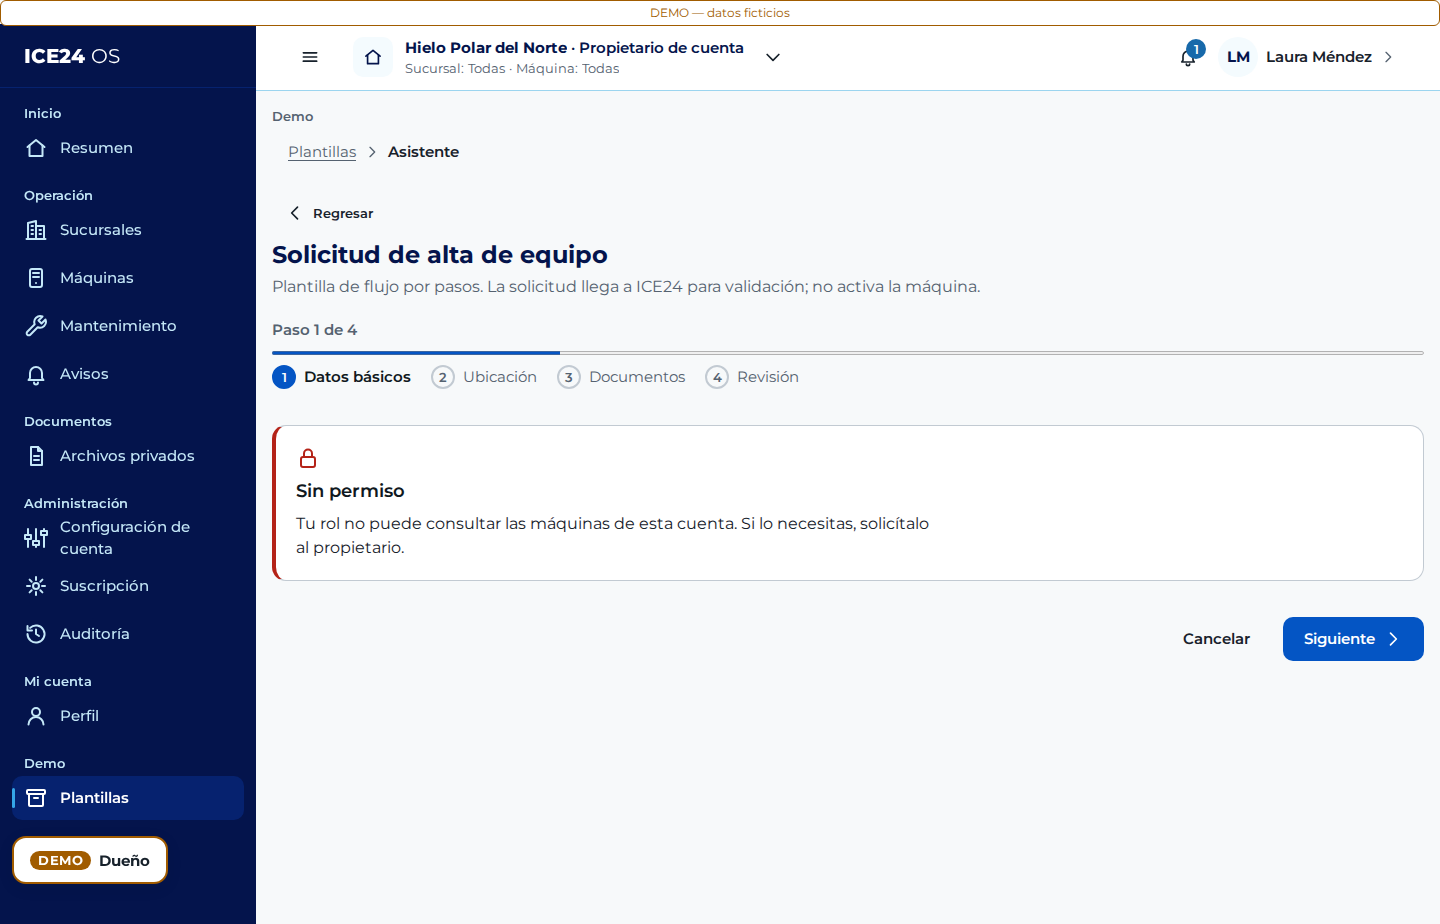 DEMO — datos ficticios
ICE24 OS
Inicio
Resumen
Operación
Sucursales
Máquinas
Mantenimiento
Avisos
Documentos
Archivos privados
Administración
Configuración de
cuenta
Suscripción
Auditoría
Mi cuenta
Perfil
Demo
Plantillas
DEMO Dueño
Hielo Polar del Norte · Propietario de cuenta
Sucursal: Todas · Máquina: Todas
1
LM Laura Méndez
Demo
Plantillas Asistente
Regresar
Solicitud de alta de equipo
Plantilla de flujo por pasos. La solicitud llega a ICE24 para validación; no activa la máquina.
Paso 1 de 4
1 Datos básicos 2 Ubicación 3 Documentos 4 Revisión
Sin permiso
Tu rol no puede consultar las máquinas de esta cuenta. Si lo necesitas, solicítalo
al propietario.
Cancelar Siguiente